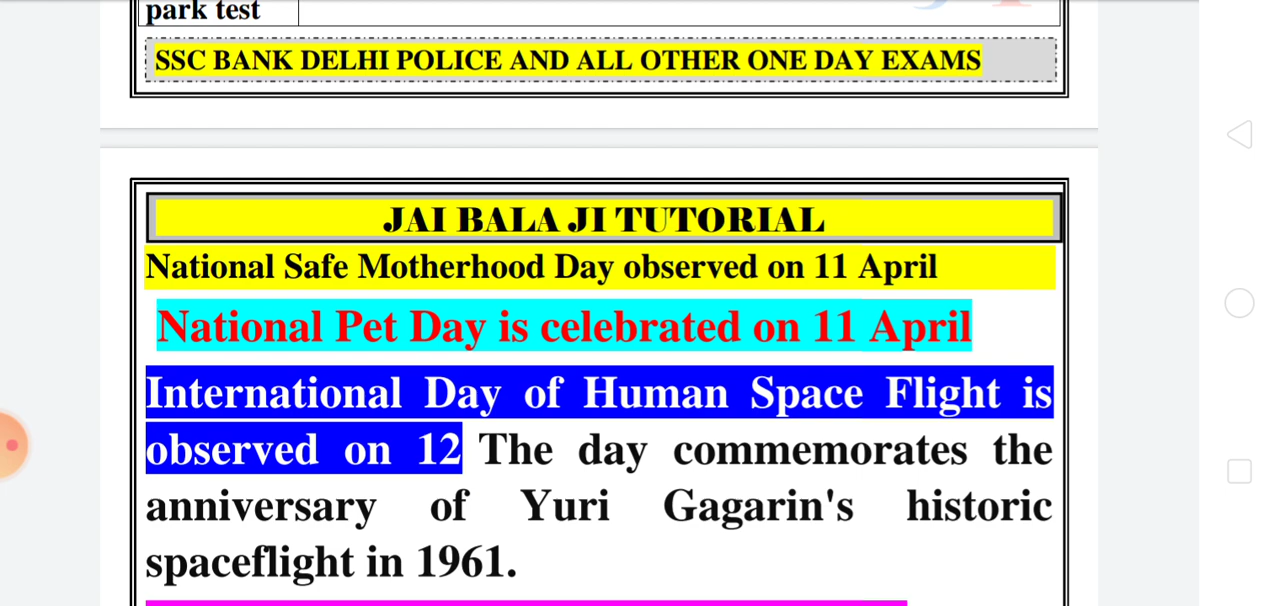 park test
SSC BANK DELHI POLICE AND ALL OTHER ONE DAY EXAMS
JAI BALA JI TUTORIAL
National Safe Motherhood Day observed on 11 April
National Pet Day is celebrated on 11 April
International Day of Human Space Flight is
observed on 12 The day commemorates the
anniversary of Yuri Gagarin's historic
spaceflight in 1961.